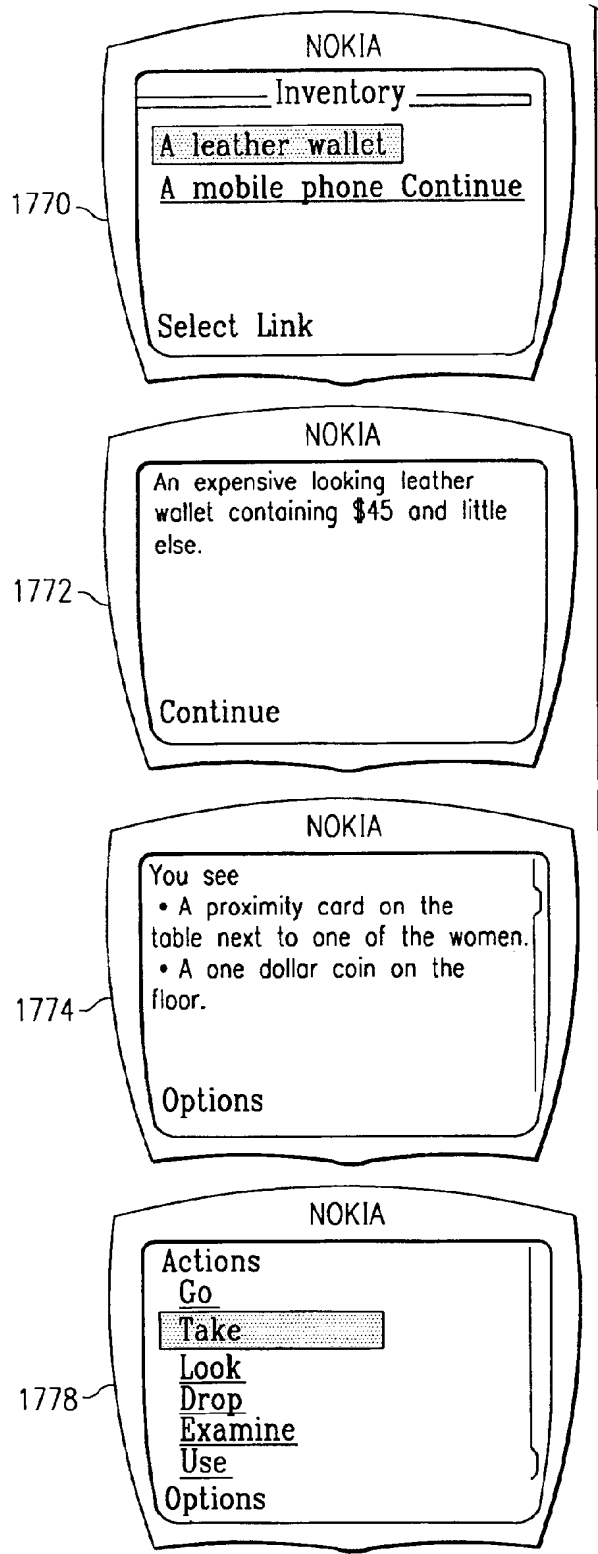 NOKIA
Inventory
A leather wallet
A mobile phone Continue
1770
Select Link
NOKIA
An expensive looking leather
wallet containing $45 and little
else.
1772
Continue
NOKIA
You see
• A proximity card on the
table next to one of the women.
• A one dollar coin on the
floor.
1774
Options
NOKIA
Actions
Go
Take
Look
Drop
1778
Examine
Use
Options